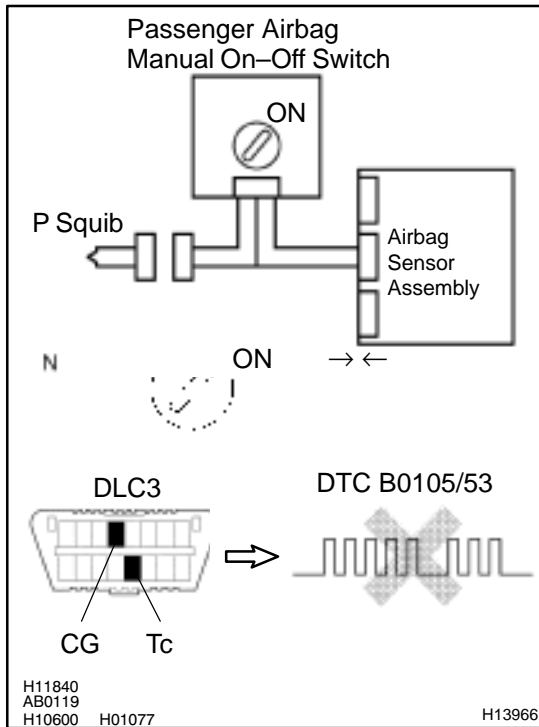 Passenger Airbag
Manual On–Off Switch
ON
P Squib
Airbag
Sensor
Assembly
N
ON
DLC3
DTC B0105/53
CG Tc
H11840
AB0119
H10600 H01077
H13966